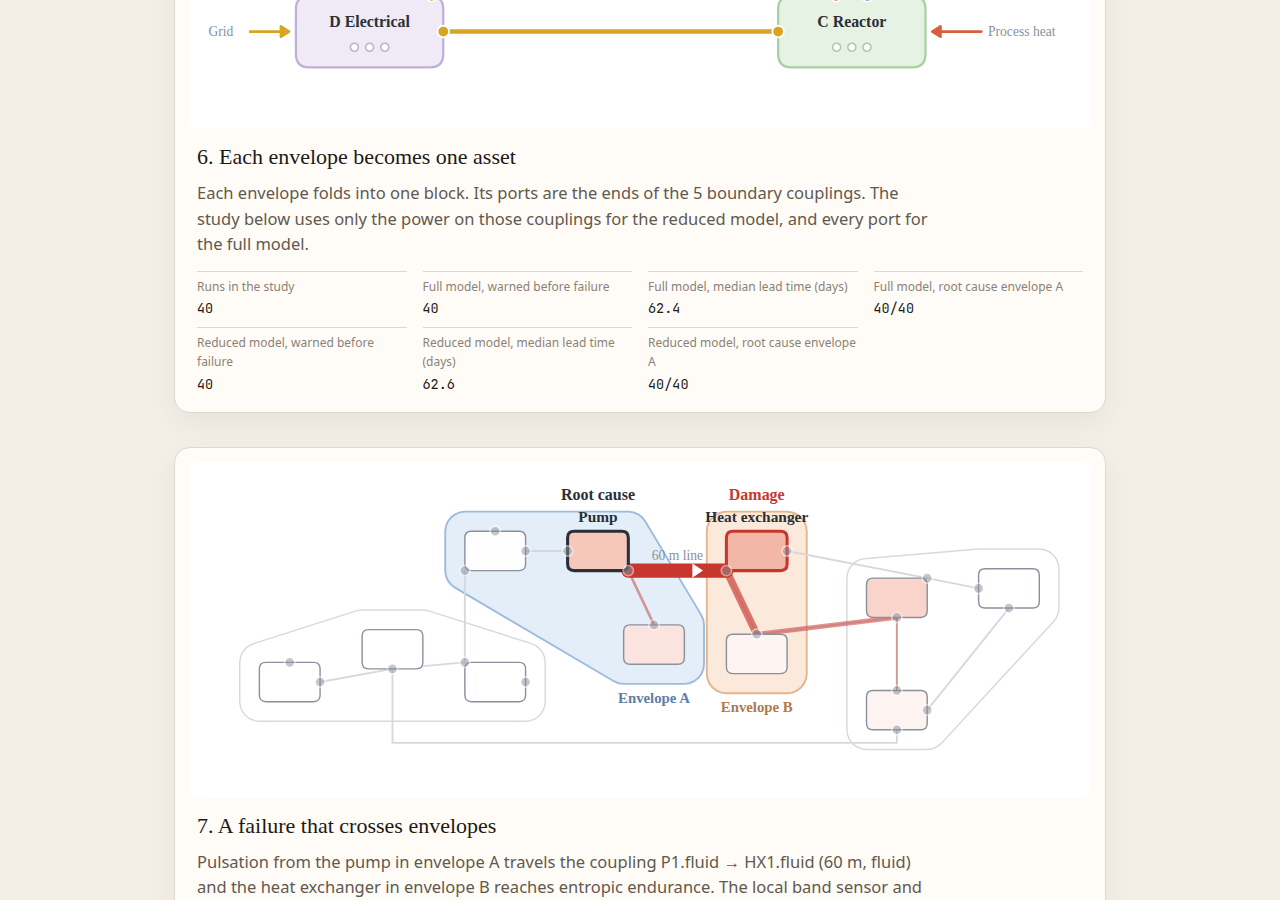 Grid
D Electrical
C Reactor
Process heat
6. Each envelope becomes one asset
Each envelope folds into one block. Its ports are the ends of the 5 boundary couplings. The
study below uses only the power on those couplings for the reduced model, and every port for
the full model.
Runs in the study
40
Full model, warned before failure
40
Full model, median lead time (days)
62.4
Full model, root cause envelope A
40/40
Reduced model, warned before
failure
40
Reduced model, median lead time
(days)
62.6
Reduced model, root cause envelope
A
40/40
Root cause
Damage
Pump
Heat exchanger
60 m line
Envelope A
Envelope B
7. A failure that crosses envelopes
Pulsation from the pump in envelope A travels the coupling P1.fluid → HX1.fluid (60 m, fluid)
and the heat exchanger in envelope B reaches entropic endurance. The local band sensor and